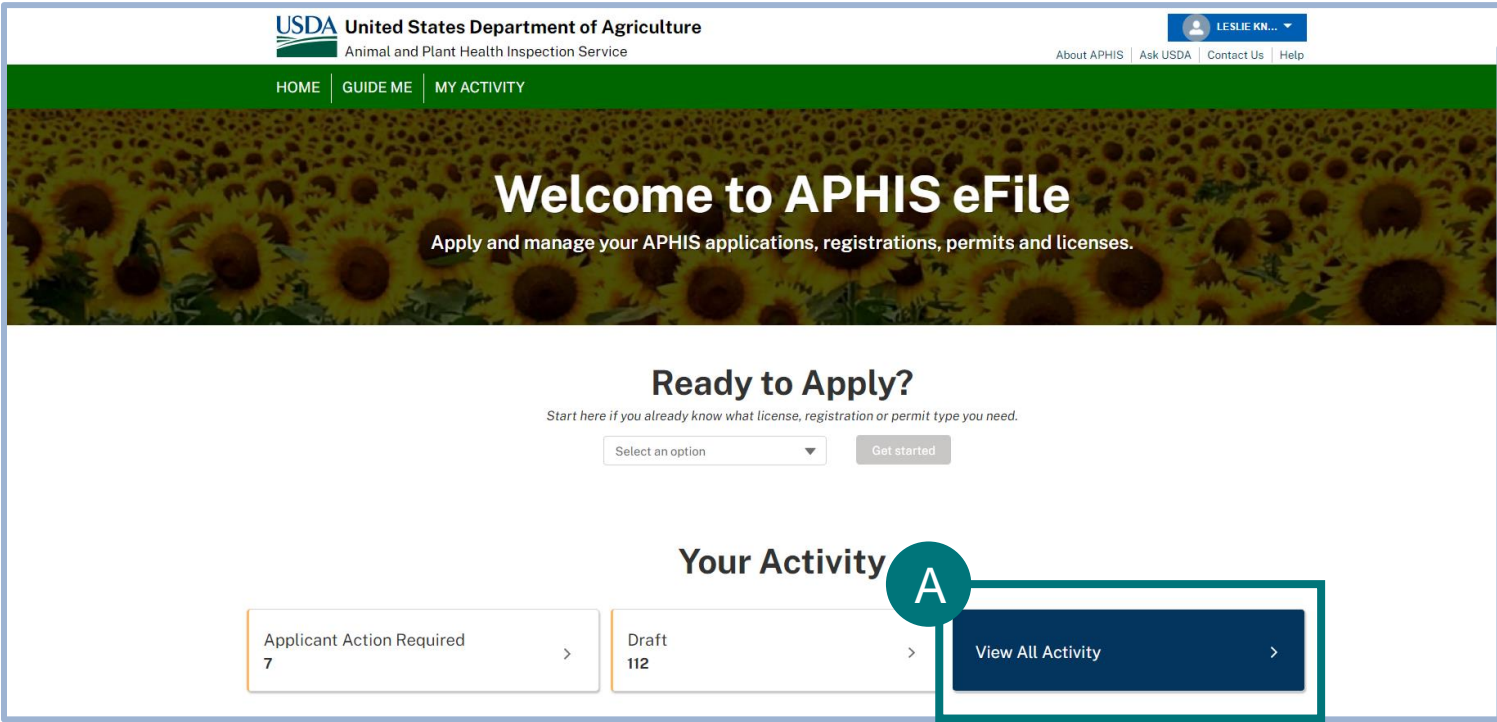 USDA United States Department of Agriculture
Animal and Plant Health Inspection Service
LESLIE KN...
About APHIS Ask USDA Contact Us Help
HOME GUIDE ME MY ACTIVITY
Welcome to APHIS eFile
Apply and manage your APHIS applications, registrations, permits and licenses.
Ready to Apply?
Start here if you already know what license, registration or permit type you need.
Select an option Get started
Your Activity
A
Applicant Action Required
7
Draft
112
View All Activity